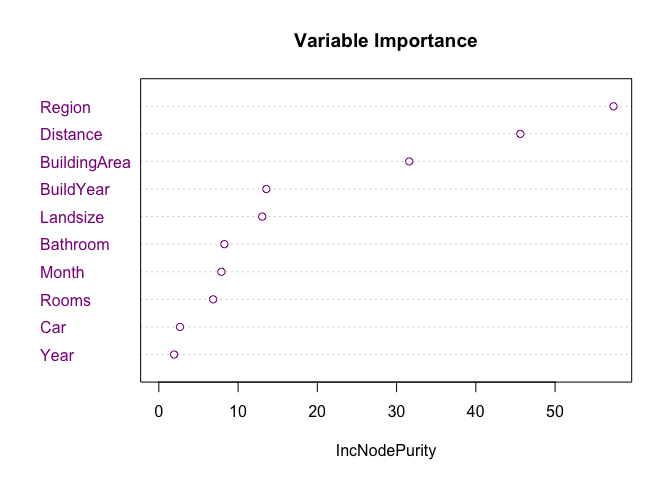 Variable Importance
Region
Distance
BuildingArea
BuildYear
Landsize
Bathroom
Month
Rooms
Car
Year
0 10 20 30 40 50
IncNodePurity